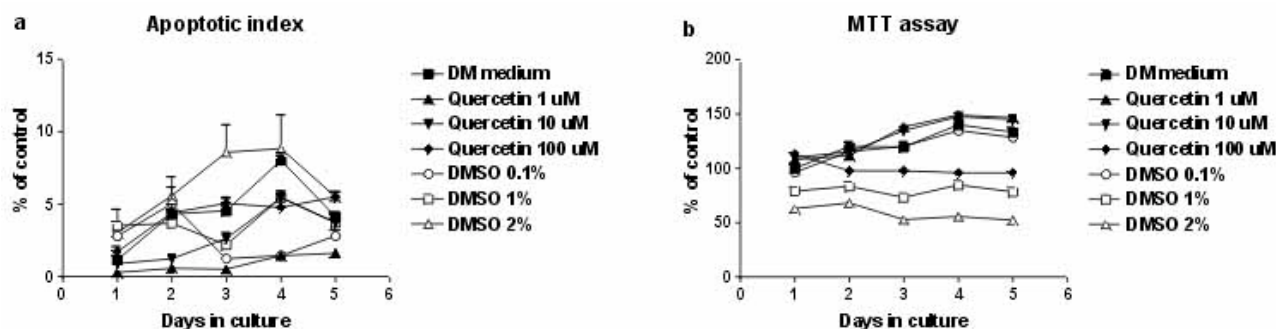 a
Apoptotic index
15
10
5
0
% of control
0 1 2 3 4 5 6
Days in culture
DM medium
Quercetin 1 uM
Quercetin 10 uM
Quercetin 100 uM
DMSO 0.1%
DMSO 1%
DMSO 2%
b
MTT assay
200
150
100
50
0
% of control
0 1 2 3 4 5 6
Days in culture
DM medium
Quercetin 1 uM
Quercetin 10 uM
Quercetin 100 uM
DMSO 0.1%
DMSO 1%
DMSO 2%